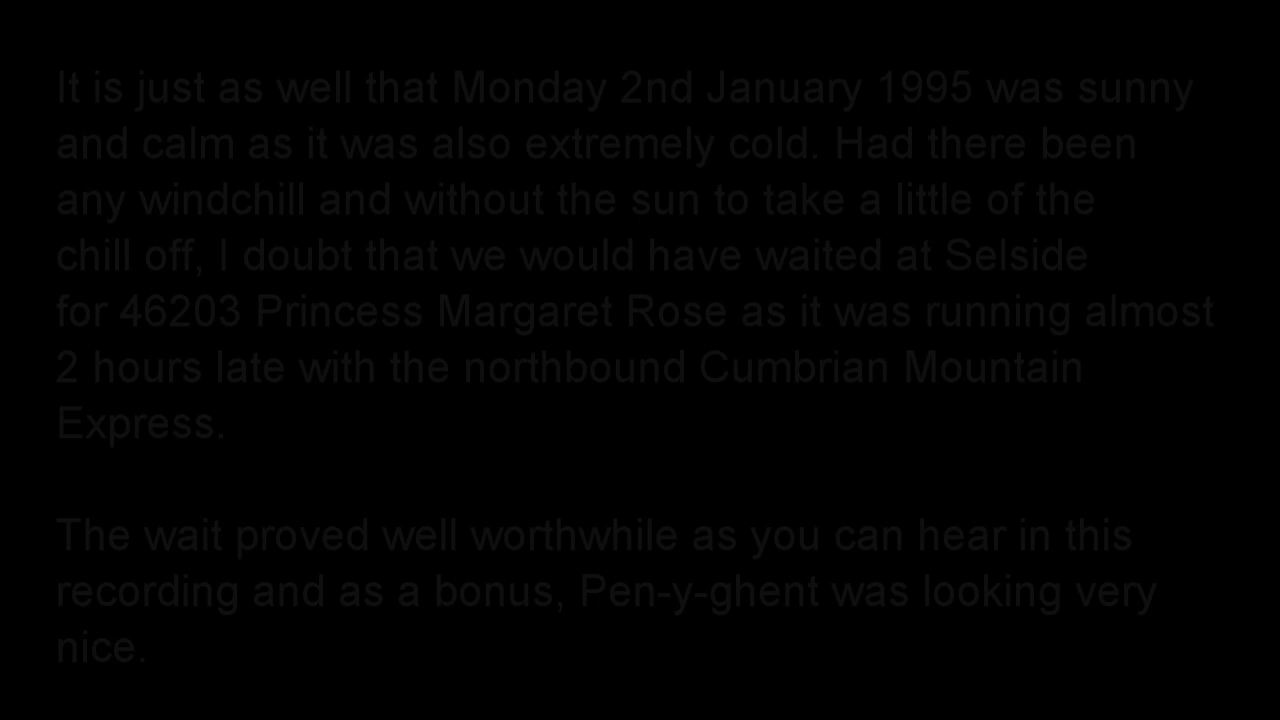 It is just as well that Monday 2nd January 1995 was sunny
and calm as it was also extremely cold. Had there been
any windchill and without the sun to take a little of the
chill off, I doubt that we would have waited at Selside
for 46203 Princess Margaret Rose as it was running almost
2 hours late with the northbound Cumbrian Mountain
Express.
The wait proved well worthwhile as you can hear in this
recording and as a bonus, Pen-y-ghent was looking very
nice.